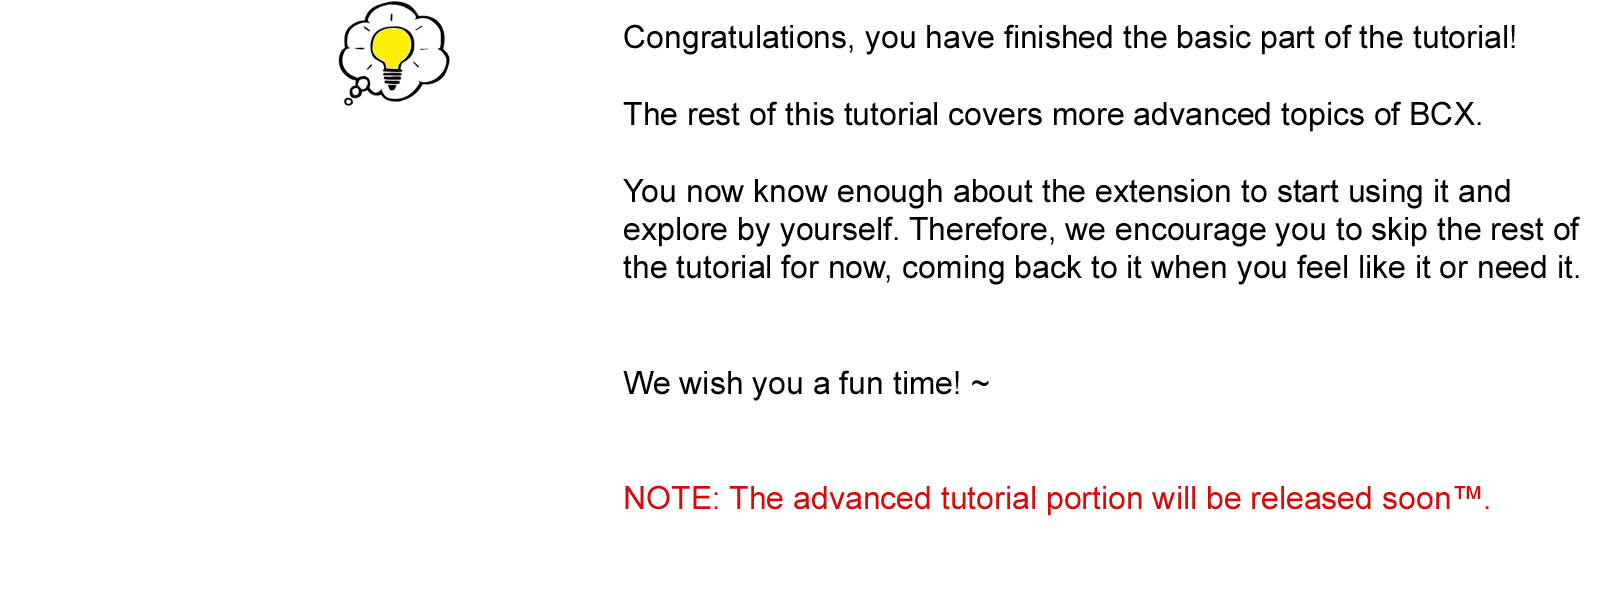 Congratulations, you have finished the basic part of the tutorial!
The rest of this tutorial covers more advanced topics of BCX.
You now know enough about the extension to start using it and
explore by yourself. Therefore, we encourage you to skip the rest of
the tutorial for now, coming back to it when you feel like it or need it.
We wish you a fun time! ~
NOTE: The advanced tutorial portion will be released soon™.